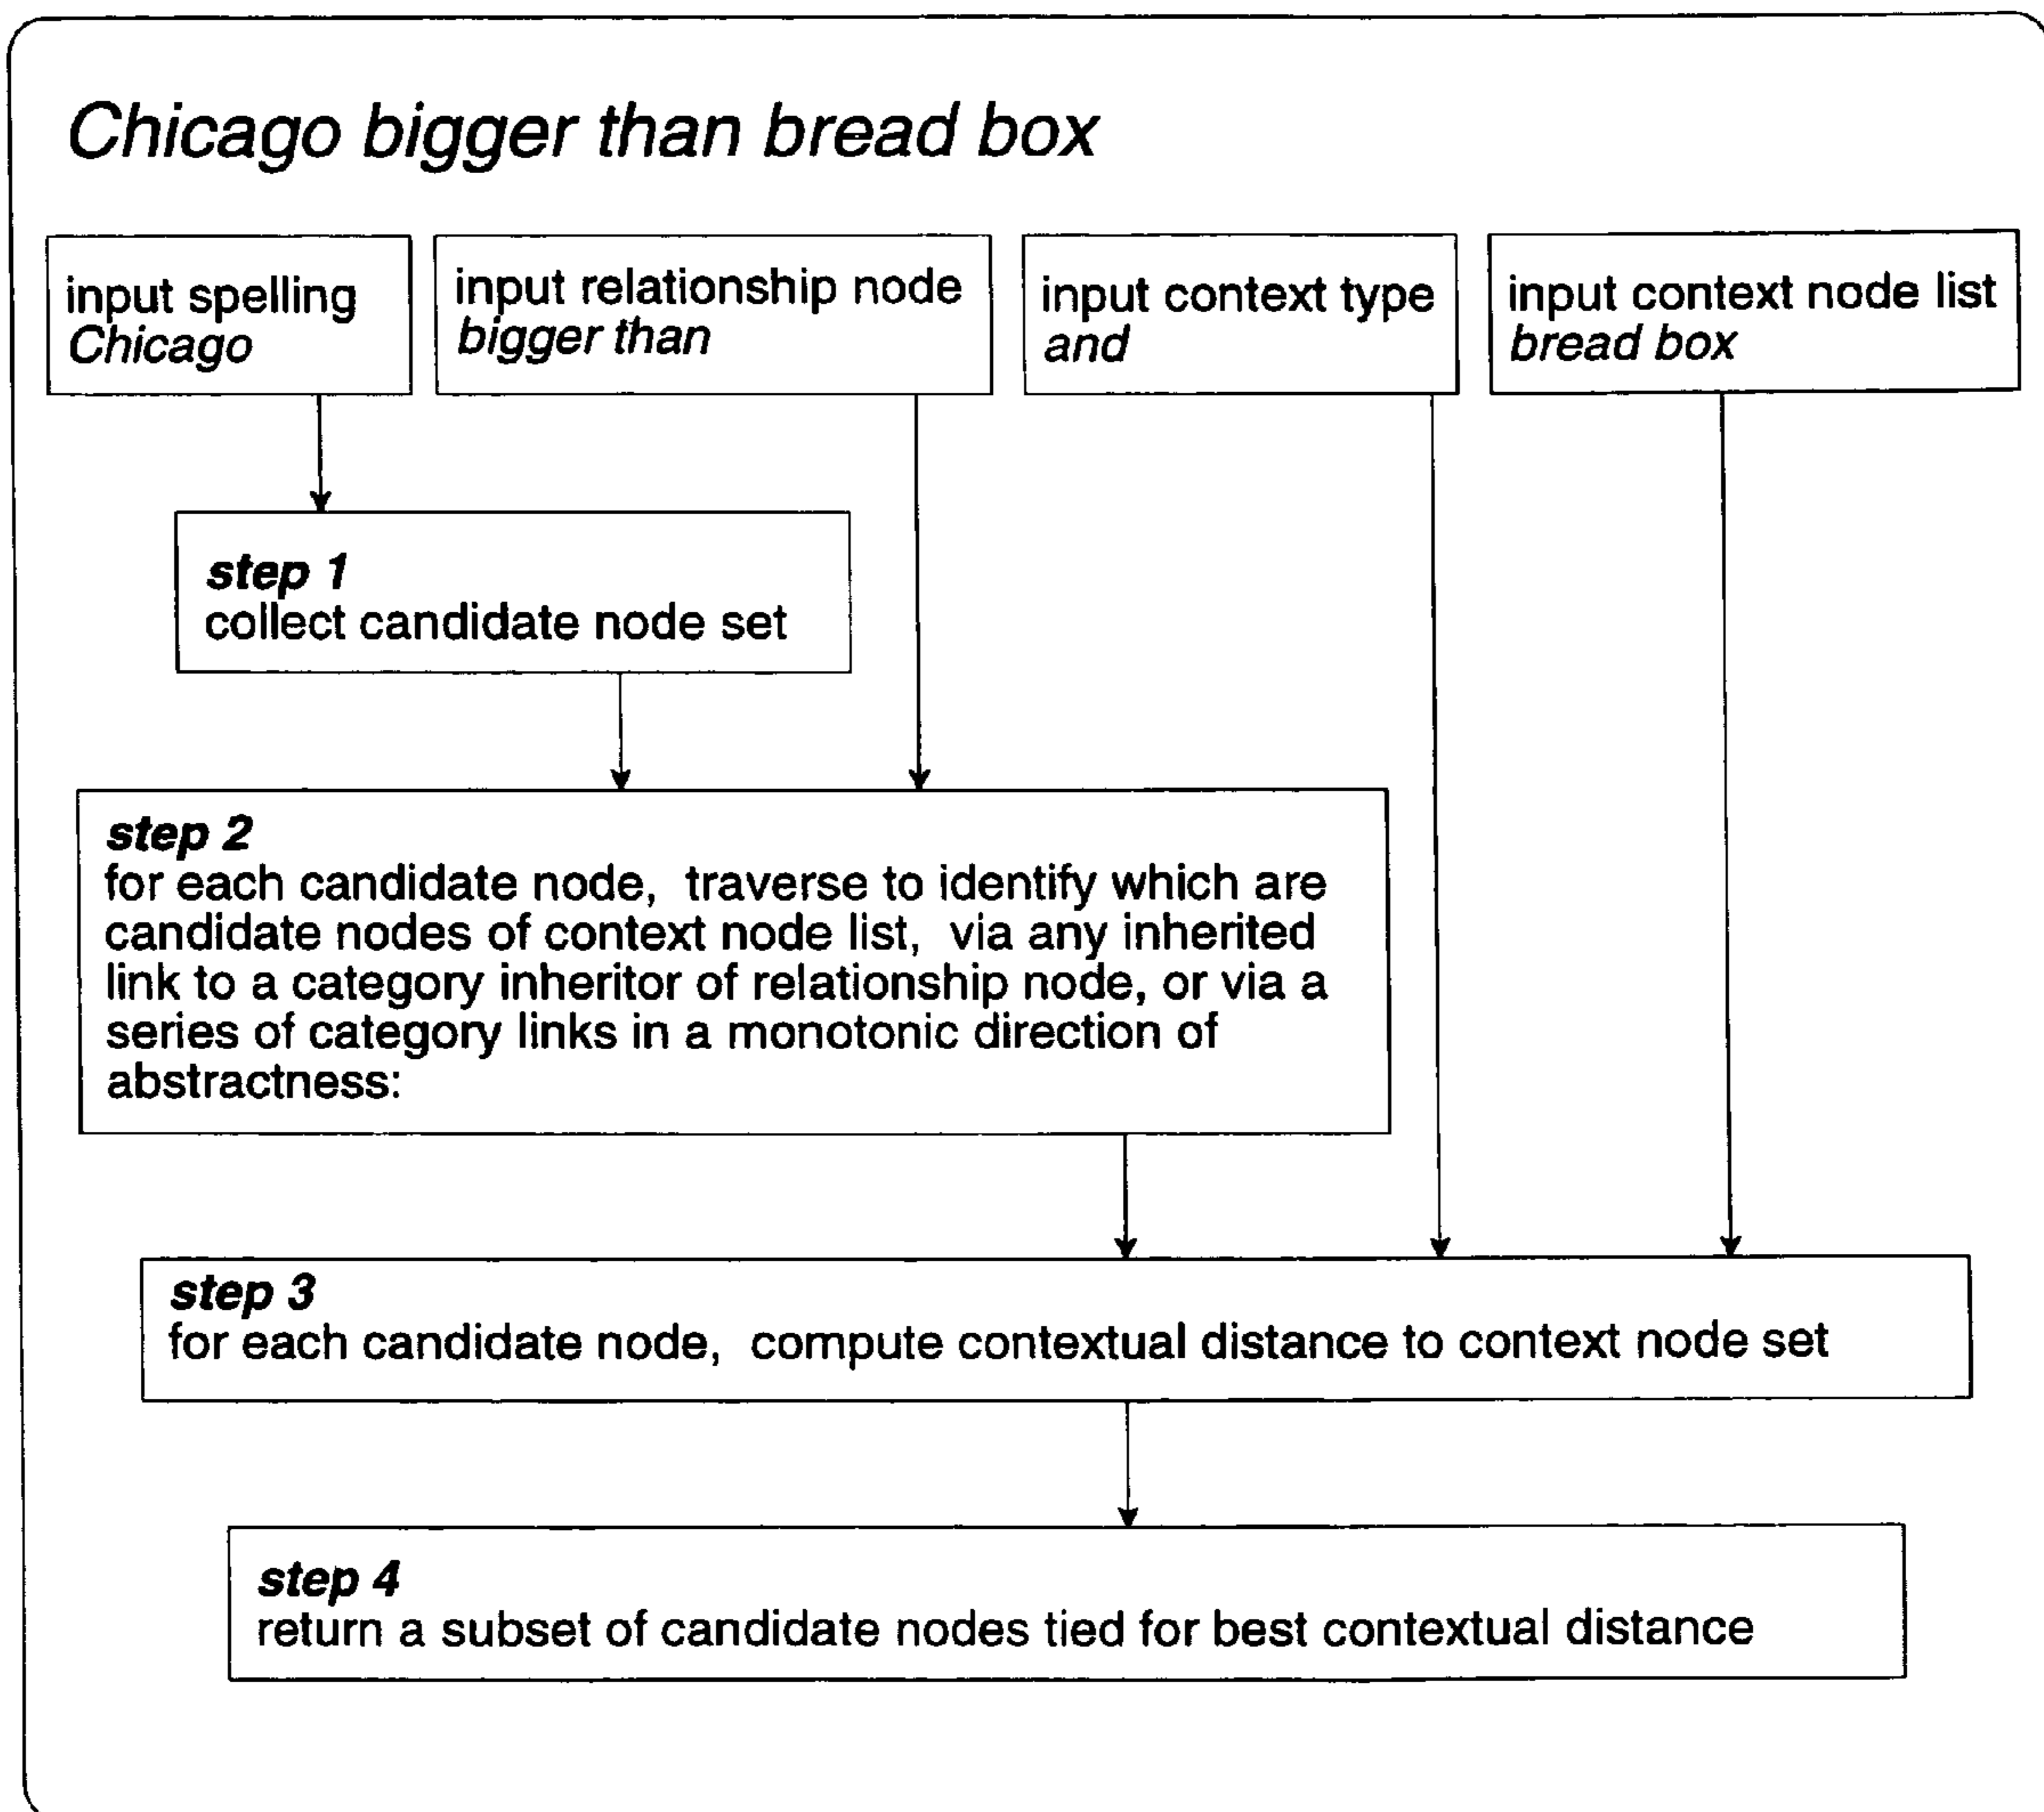 Chicago bigger than bread box
input spelling
Chicago
input relationship node
bigger than
input context type
and
input context node list
bread box
step 1
collect candidate node set
step 2
for each candidate node, traverse to identify which are
candidate nodes of context node list, via any inherited
link to a category inheritor of relationship node, or via a
series of category links in a monotonic direction of
abstractness:
step 3
for each candidate node, compute contextual distance to context node set
step 4
return a subset of candidate nodes tied for best contextual distance